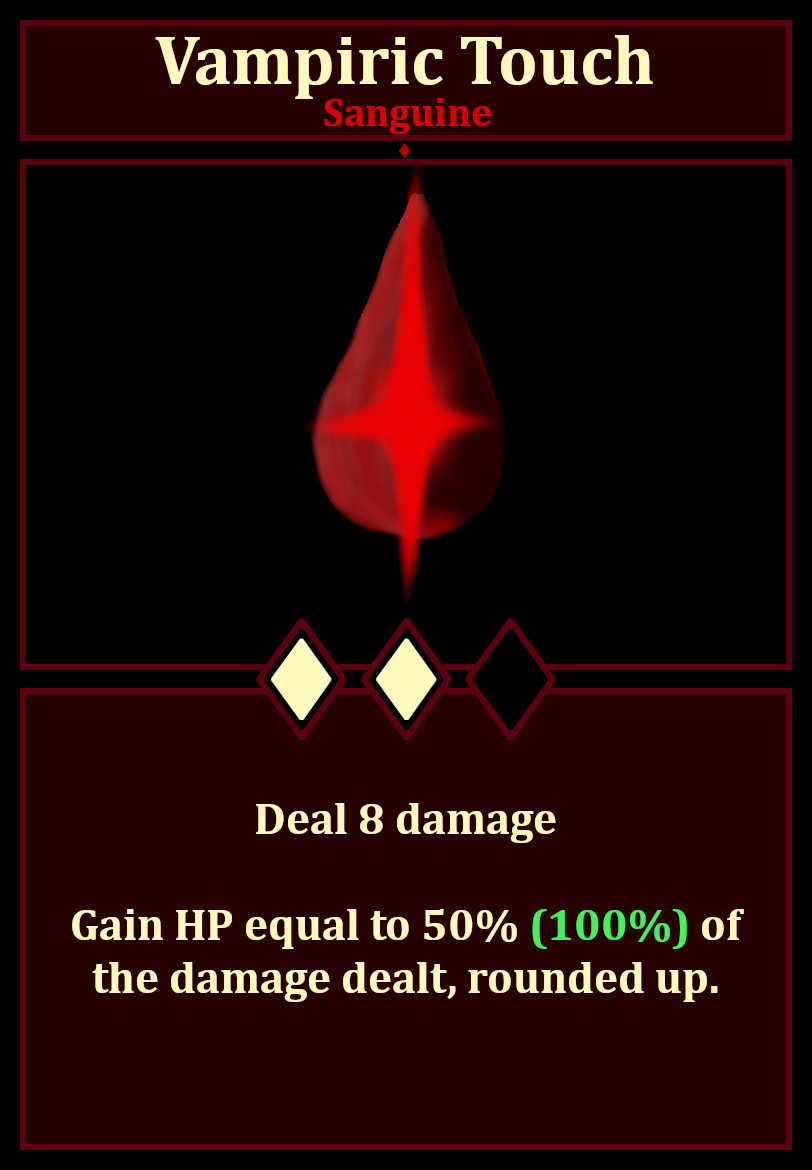 Vampiric Touch
Sanguine
Deal 8 damage
Gain HP equal to 50% (100%) of
the damage dealt, rounded up.